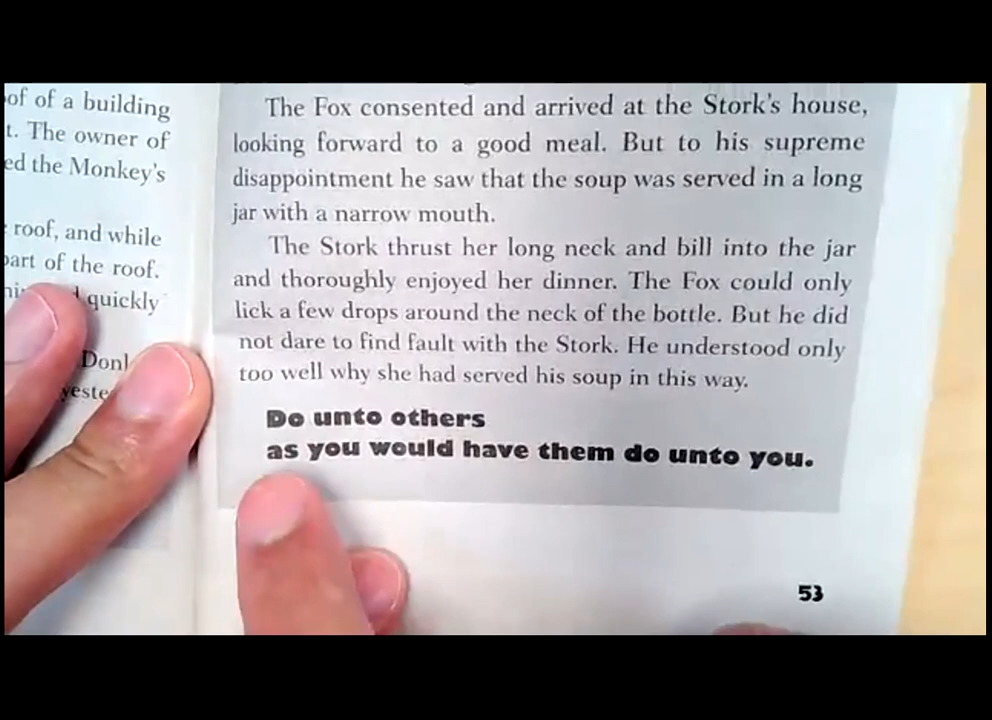 of of a building
t. The owner of
ed the Monkey's
roof, and while
part of the roof.
quickly
yeste
The Fox consented and arrived at the Stork's house,
looking forward to a good meal. But to his supreme
disappointment he saw that the soup was served in a long
jar with a narrow mouth.
The Stork thrust her long neck and bill into the jar
and thoroughly enjoyed her dinner. The Fox could only
lick a few drops around the neck of the bottle. But he did
not dare to find fault with the Stork. He understood only
too well why she had served his soup in this way.
Do unto others
as you would have them do unto you.
53